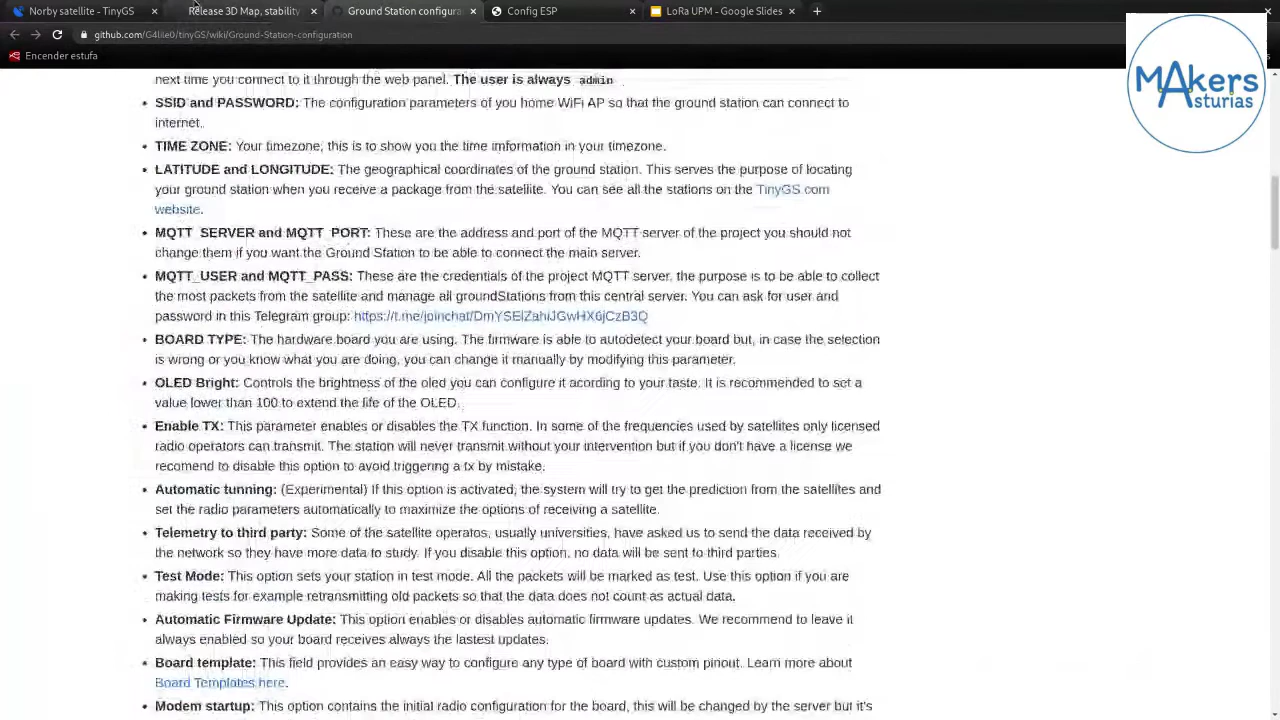 Norby satellite - TinyGS
Release 3D Map, stability
Ground Station configura
Config ESP
LoRa UPM - Google Slides
github.com/G4lile0/tinyGS/wiki/Ground-Station-configuration
Encender estufa
MAkers
Asturias
next time you connect to it through the web panel. The user is always admin .
SSID and PASSWORD: The configuration parameters of you home WiFi AP so that the ground station can connect to
internet.
TIME ZONE: Your timezone, this is to show you the time information in your timezone.
LATITUDE and LONGITUDE: The geographical coordinates of the ground station. This serves the purpose of locating
your ground station when you receive a package from the satellite. You can see all the stations on the TinyGS com
website.
MQTT_SERVER and MQTT_PORT: These are the address and port of the MQTT server of the project you should not
change them if you want the Ground Station to be able to connect the main server.
MQTT_USER and MQTT_PASS: These are the credentials of the project MQTT server, the purpose is to be able to collect
the most packets from the satellite and manage all groundStations from this central server. You can ask for user and
password in this Telegram group: https://t.me/joinchat/DmYSElZahiJGwHX6jCzB3Q
BOARD TYPE: The hardware board you are using. The firmware is able to autodetect your board but, in case the selection
is wrong or you know what you are doing, you can change it manually by modifying this parameter.
OLED Bright: Controls the brightness of the oled you can configure it acording to your taste. It is recommended to set a
value lower than 100 to extend the life of the OLED.
Enable TX: This parameter enables or disables the TX function. In some of the frequencies used by satellites only licensed
radio operators can transmit. The station will never transmit without your intervention but if you don't have a license we
recomend to disable this option to avoid triggering a tx by mistake.
Automatic tunning: (Experimental) If this option is activated, the system will try to get the prediction from the satellites and
set the radio parameters automatically to maximize the options of receiving a satellite.
Telemetry to third party: Some of the satellite operatos, usually universities, have asked us to send the data received by
the network so they have more data to study. If you disable this option, no data will be sent to third parties.
Test Mode: This option sets your station in test mode. All the packets will be marked as test. Use this option if you are
making tests for example retransmitting old packets so that the data does not count as actual data.
Automatic Firmware Update: This option enables or disables automatic firmware updates. We recommend to leave it
always enabled so your board receives always the lastest updates.
Board template: This field provides an easy way to configure any type of board with custom pinout. Learn more about
Board Templates here.
Modem startup: This option contains the initial radio configuration for the board, this will be changed by the server but it's